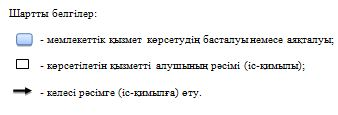 Шартты белгілер:
- мемлекеттік қызмет көрсетудің басталуы немесе аяқталуы;
- көрсетілетін қызметті алушының рәсімі (іс-қимылы);
- келесі рәсімге (іс-қимылға) өту.